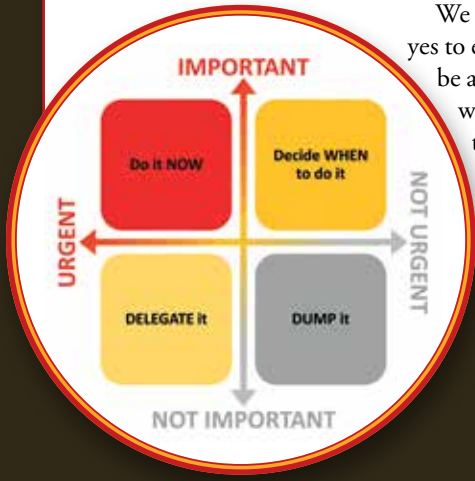 We
yes to e
be a
w
t
IMPORTANT
Do it NOW
Decide WHEN
to do it
URGENT
NOT URGENT
DELEGATE it
DUMP it
NOT IMPORTANT